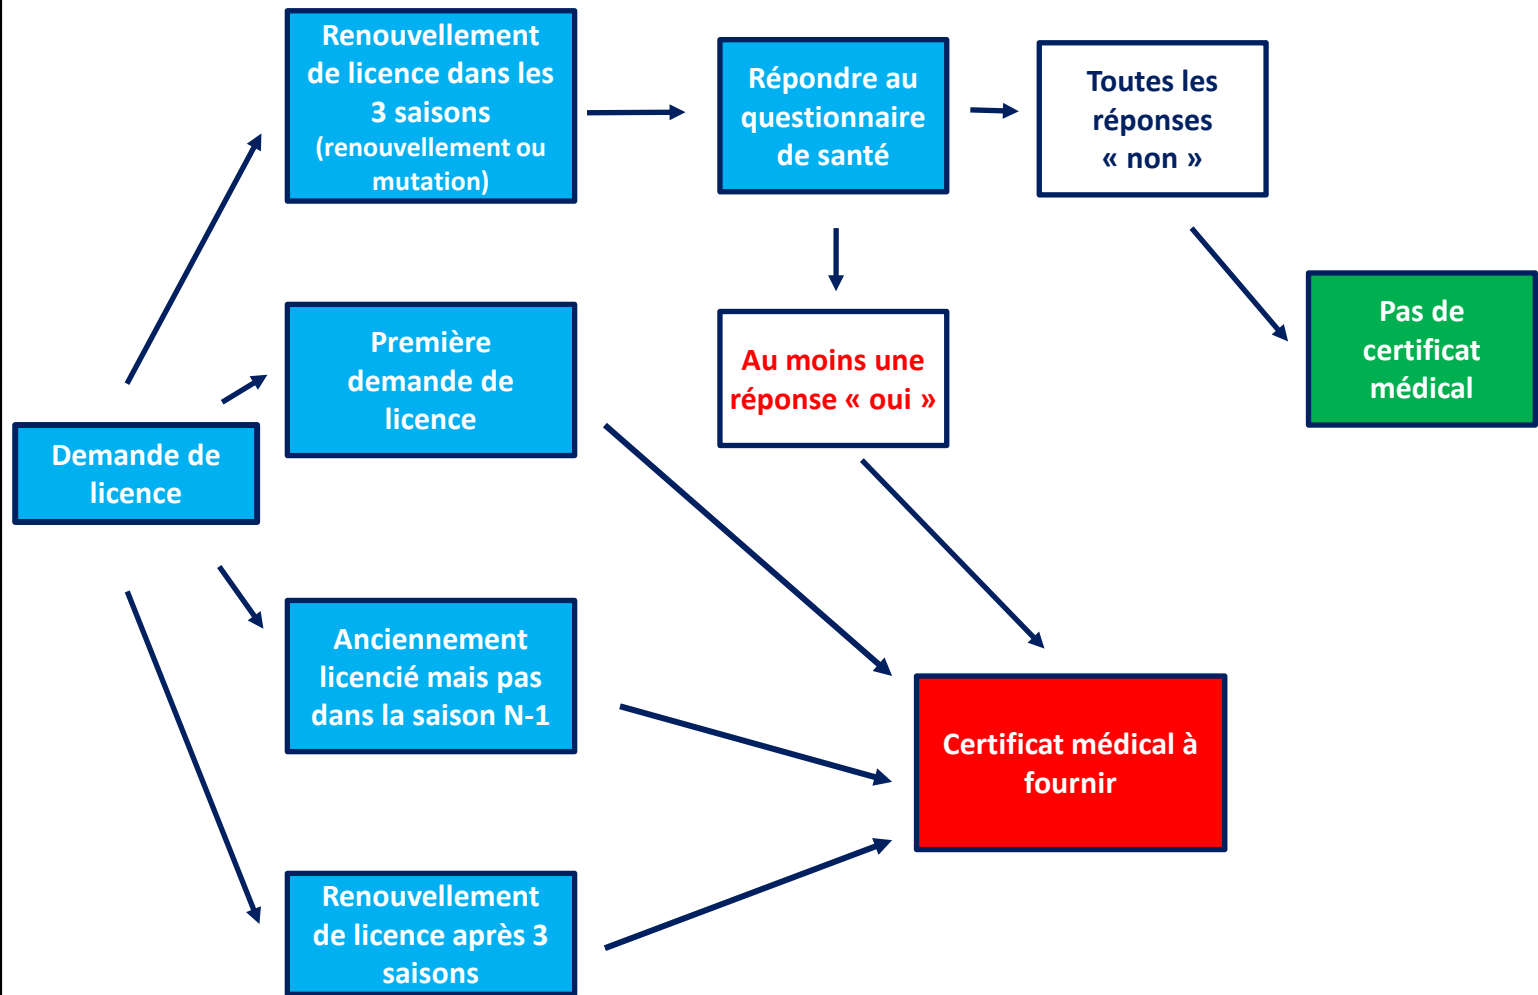 Renouvellement
de licence dans les
3 saisons
(renouvellement ou
mutation)
Répondre au
questionnaire
de santé
Toutes les
réponses
« non »
Première
demande de
licence
Au moins une
réponse « oui »
Pas de
certificat
médical
Demande de
licence
Anciennement
licencié mais pas
dans la saison N-1
Certificat médical à
fournir
Renouvellement
de licence après 3
saisons